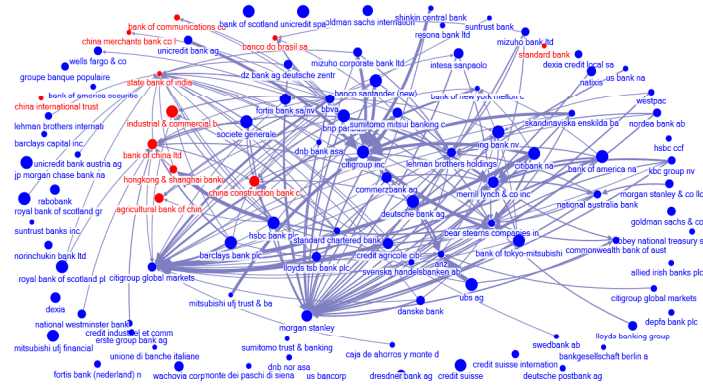 shinkin central bank
bank of communications co
bank of scotland
unicredit spa
goldman sachs internation
suntrust bank
resona bank ltd
china merchants bank co l
banco do brasil sa
mizuho bank ltd
unicredit bank ag
mizuho corporate bank ltd
standard bank
wells fargo & co
intesa sanpaolo
dexia credit local sa
groupe banque populaire
dz bank ag deutsche zentr
us bank na
state bank of india
natixis
bank of america securitie
banco santander (new)
bank of new york mellon c
china international trust
fortis bank sa/nv
bbva
westpac
lehman brothers internati
industrial & commercial b
sumitomo mitsui banking c
skandinaviska enskilda ba
nordea bank ab
bnp paribas
barclays capital inc
societe generale
ing bank nv
hsbc ccf
bank of china ltd
dnb bank asa
unicredit bank austria ag
citigroup inc
lehman brothers holdings
citibank na
bank of america na
kbc group nv
jp morgan chase bank na
hongkong & shanghai banki
china construction bank c
commerzbank ag
merrill lynch & co inc
morgan stanley & co llc
rabobank
national australia bank
royal bank of scotland gr
agricultural bank of chin
deutsche bank ag
goldman sachs & co
suntrust banks inc
hsbc bank plc
bear stearns companies in
standard chartered bank
abbey national treasury s
norinchukin bank ltd
barclays bank plc
credit agricole cib
anz
bank of tokyo-mitsubishi
commonwealth bank of aust
lloyds tsb bank plc
royal bank of scotland pl
citigroup global markets
svenska handelsbanken ab
allied irish banks plc
ubs ag
citigroup global markets
dexia
mitsubishi ufj trust & ba
danske bank
national westminster bank
morgan stanley
depfa bank plc
credit industriel et comm
lloyds banking group
erste group bank ag
mitsubishi ufj financial
sumitomo trust & banking
swedbank ab
unione di banche italiane
caja de ahorros y monte d
bankgesellschaft berlin a
dnb nor asa
credit suisse internation
fortis bank (nederland) n
wachovia corp
monte dei paschi di siena
us bancorp
dresdner bank ag
credit suisse
deutsche postbank ag